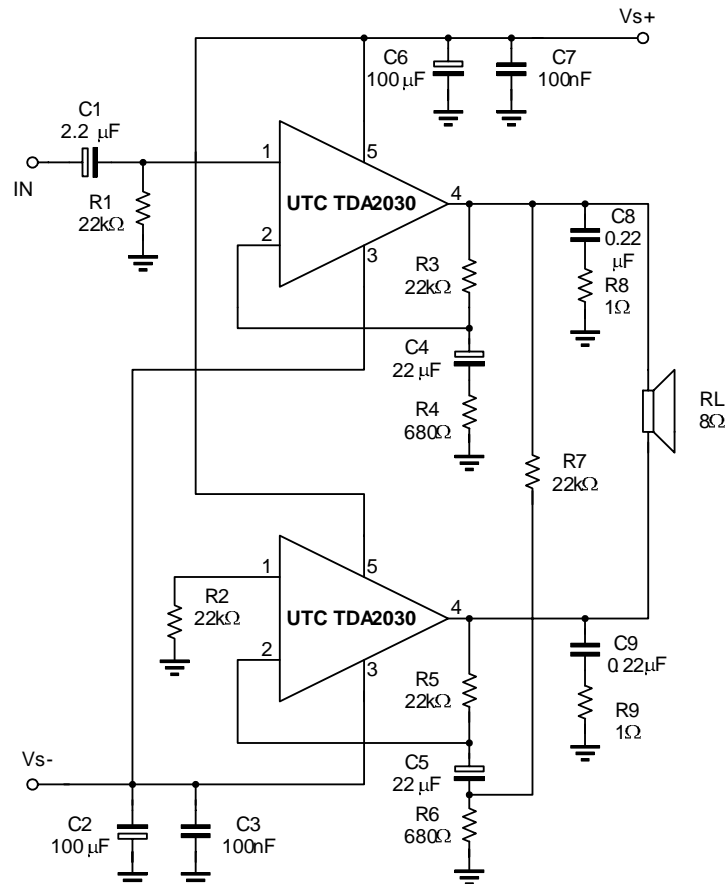 Vs+
C6
100 µF
C7
100nF
C1
2.2 µF
IN
R1
22kΩ
1
5
UTC TDA2030
4
2
3
R3
22kΩ
C8
0.22
µF
R8
1Ω
C4
22 µF
R4
680Ω
R7
22kΩ
RL
8Ω
1
5
R2
22kΩ
UTC TDA2030
4
2
3
R5
22kΩ
C9
0.22µF
R9
1Ω
Vs-
C5
22 µF
C2
100 µF
C3
100nF
R6
680Ω